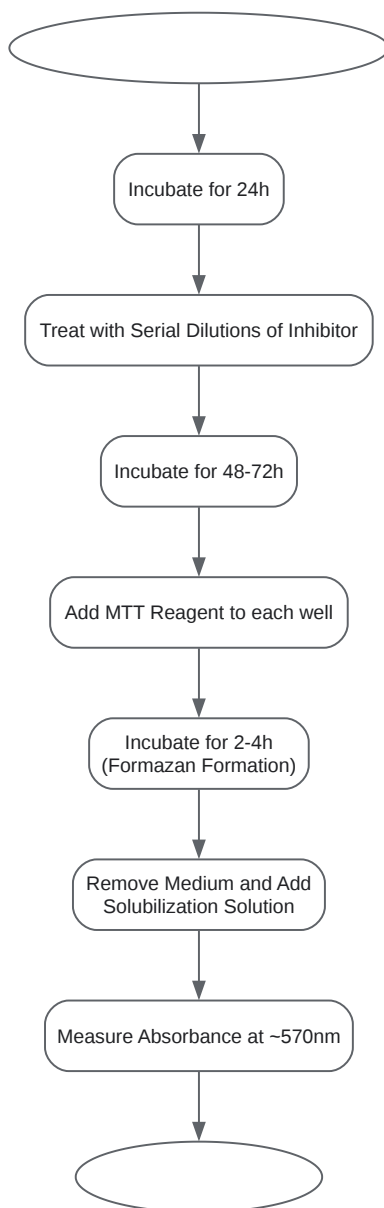 Incubate for 24h
Treat with Serial Dilutions of Inhibitor
Incubate for 48-72h
Add MTT Reagent to each well
Incubate for 2-4h
(Formazan Formation)
Remove Medium and Add
Solubilization Solution
Measure Absorbance at ~570nm